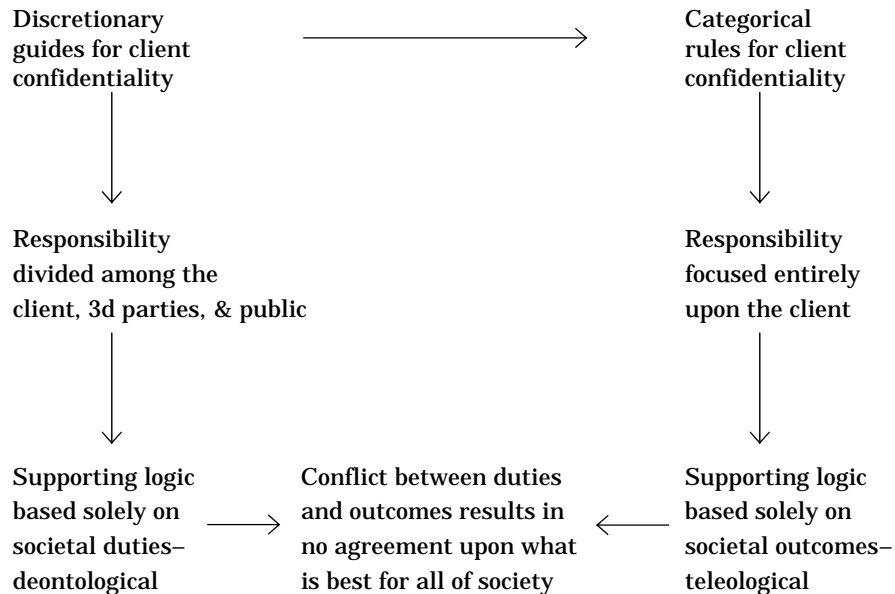 Discretionary
guides for client
confidentiality
Categorical
rules for client
confidentiality
Responsibility
divided among the
client, 3d parties, & public
Responsibility
focused entirely
upon the client
Supporting logic
based solely on
societal duties–
deontological
Conflict between duties
and outcomes results in
no agreement upon what
is best for all of society
Supporting logic
based solely on
societal outcomes–
teleological